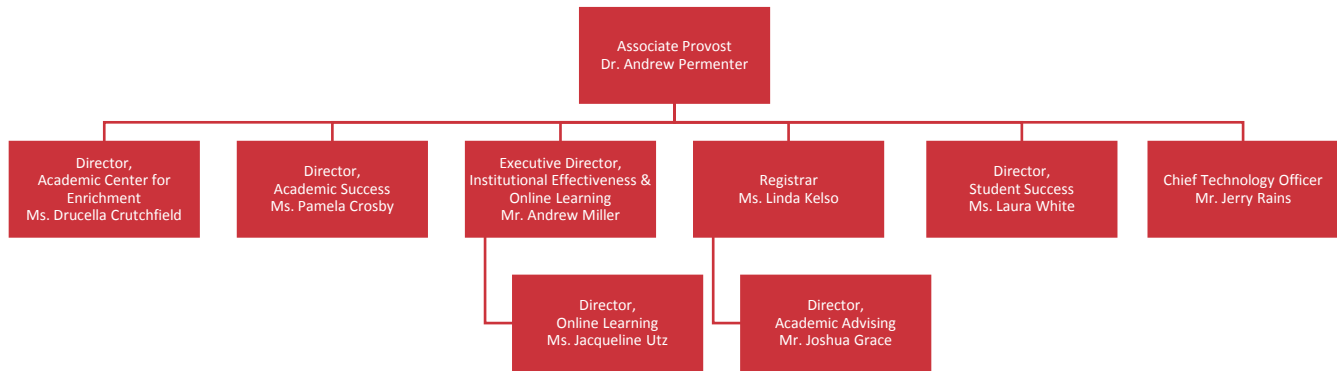 Associate Provost
Dr. Andrew Permenter
Director,
Academic Center for
Enrichment
Ms. Drucella Crutchfield
Director,
Academic Success
Ms. Pamela Crosby
Executive Director,
Institutional Effectiveness &
Online Learning
Mr. Andrew Miller
Registrar
Ms. Linda Kelso
Director,
Student Success
Ms. Laura White
Chief Technology Officer
Mr. Jerry Rains
Director,
Online Learning
Ms. Jacqueline Utz
Director,
Academic Advising
Mr. Joshua Grace